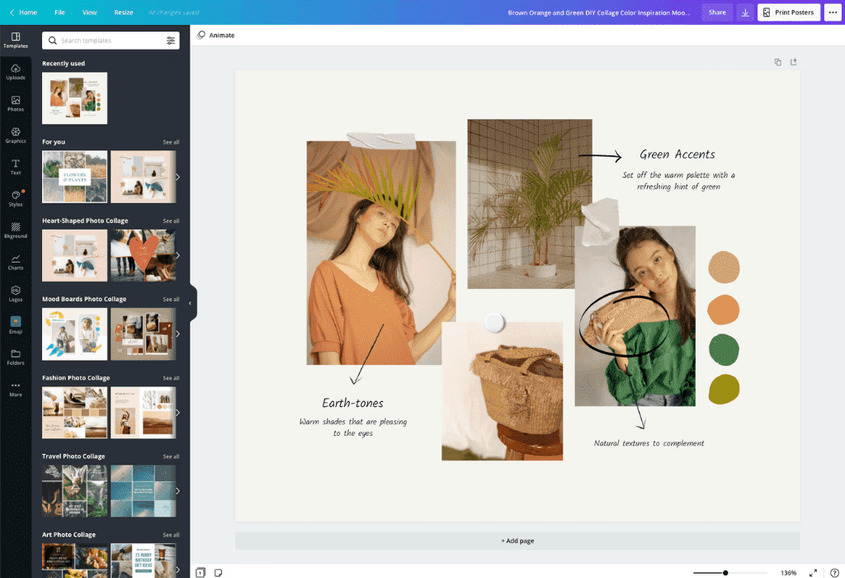 Home File View Resize All changes saved Brown Orange and Green DIY Collage Color Inspiration Moo... Share Print Posters
Templates
Uploads
Photos
Graphics
Text
Styles
Bkground
Charts
Logos
Emoji
Folders
More
Search templates
Recently used
For you See all
FLOWERS
& PLANTS
Heart-Shaped Photo Collage See all
Mood Boards Photo Collage See all
Fashion Photo Collage See all
Travel Photo Collage See all
Art Photo Collage See all
Animate
Green Accents
Set off the warm palette with a
refreshing hint of green
Earth-tones
Warm shades that are pleasing
to the eyes
Natural textures to complement
+ Add page
136%